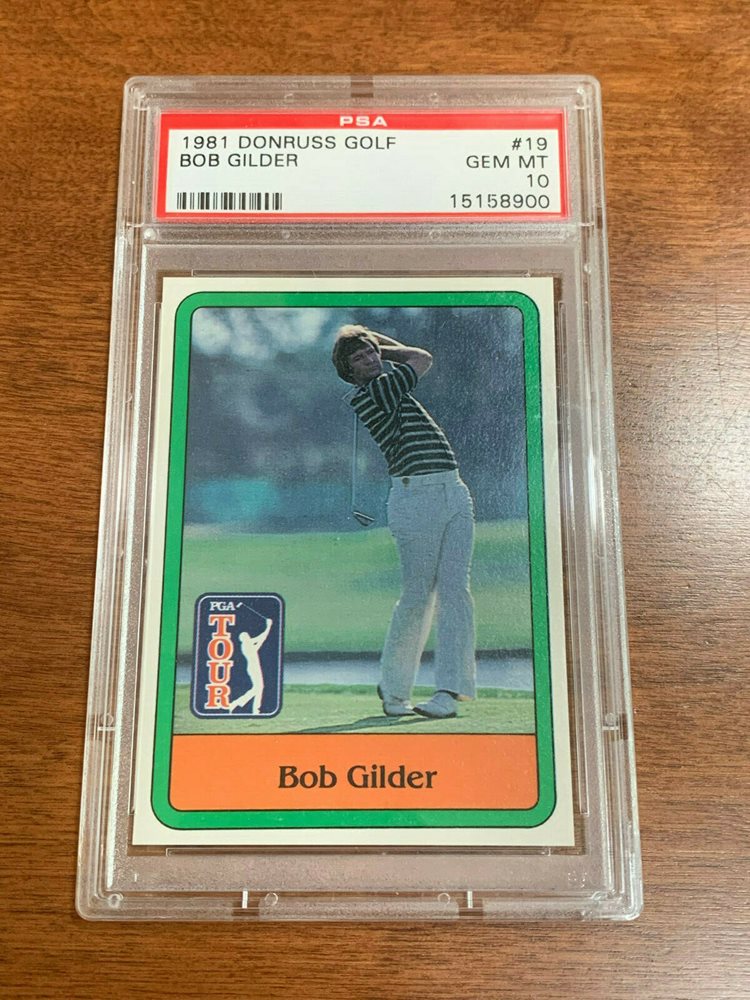 PSA
1981 DONRUSS GOLF #19
BOB GILDER GEM MT
10
15158900
PGA
TOUR
Bob Gilder